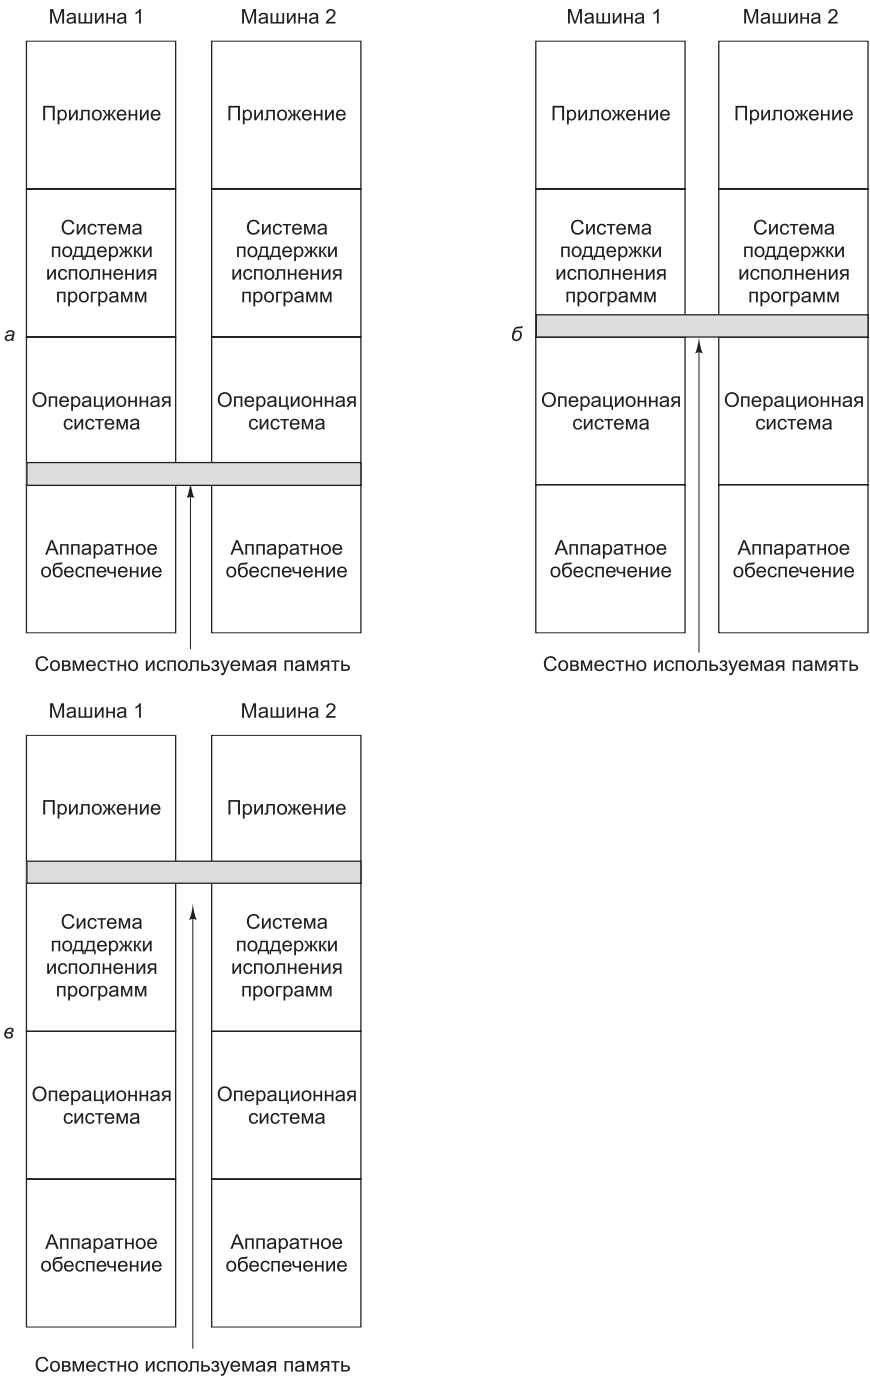 Машина 1
Машина 2
Приложение
Приложение
Система
поддержки
исполнения
программ
Система
поддержки
исполнения
программ
а
Операционная
система
Операционная
система
Аппаратное
обеспечение
Аппаратное
обеспечение
Совместно используемая память
Машина 1
Машина 2
Приложение
Приложение
Система
поддержки
исполнения
программ
Система
поддержки
исполнения
программ
б
Операционная
система
Операционная
система
Аппаратное
обеспечение
Аппаратное
обеспечение
Совместно используемая память
Машина 1
Машина 2
Приложение
Приложение
Система
поддержки
исполнения
программ
Система
поддержки
исполнения
программ
в
Операционная
система
Операционная
система
Аппаратное
обеспечение
Аппаратное
обеспечение
Совместно используемая память